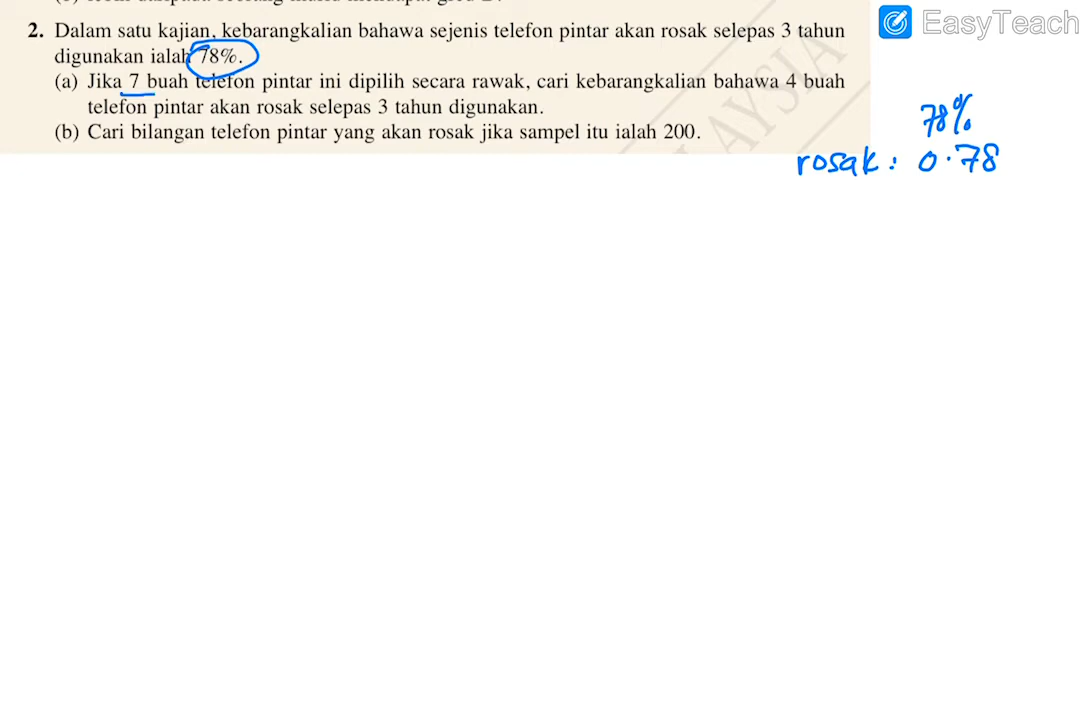 2. Dalam satu kajian, kebarangkalian bahawa sejenis telefon pintar akan rosak selepas 3 tahun
digunakan ialah 78%.
(a) Jika 7 buah telefon pintar ini dipilih secara rawak, cari kebarangkalian bahawa 4 buah
telefon pintar akan rosak selepas 3 tahun digunakan.
(b) Cari bilangan telefon pintar yang akan rosak jika sampel itu ialah 200.
EasyTeach
78%
rosak: 0.78